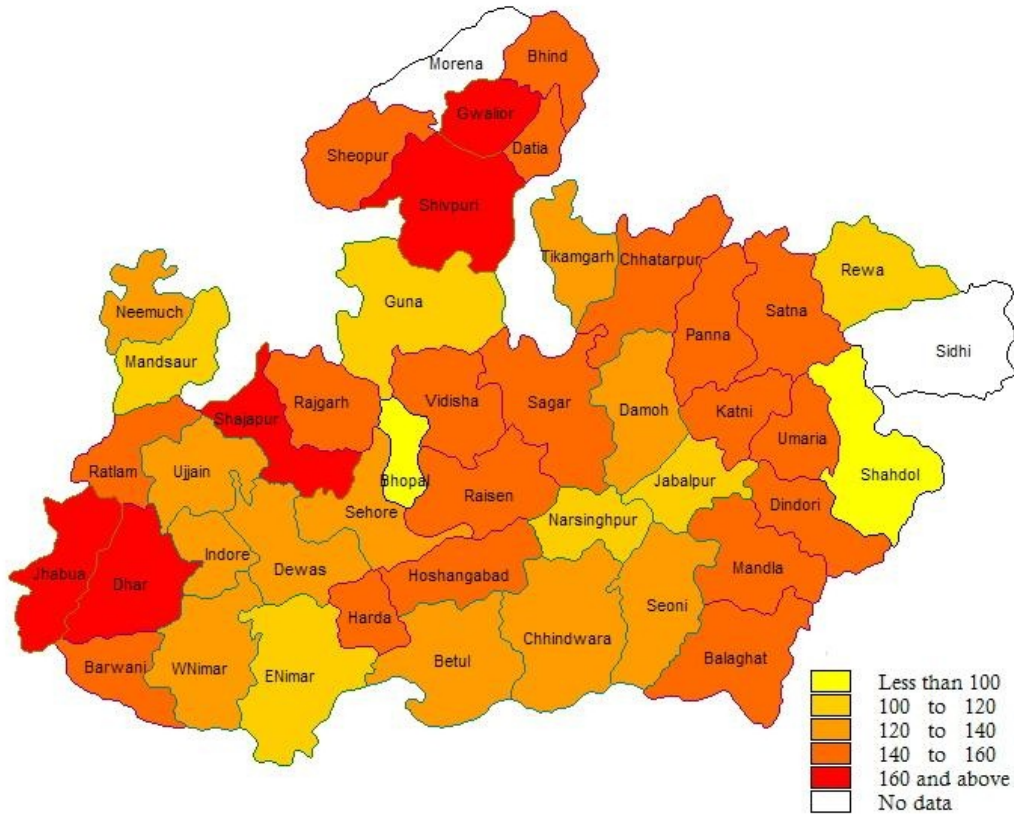 Bhind
Morena
Gwalior
Datia
Sheopur
Shivpuri
Tikamgarh
Chhatarpur
Rewa
Neemuch
Guna
Satna
Panna
Sidhi
Mandsaur
Vidisha
Sagar
Rajgarh
Shajapur
Damoh
Katni
Umaria
Ratlam
Ujjain
Bhopal
Raisen
Jabalpur
Shahdol
Sehore
Narsinghpur
Dindori
Indore
Dewas
Hoshangabad
Mandla
Jhabua
Dhar
Seoni
Harda
Chhindwara
Barwani
WNimar
ENimar
Betul
Balaghat
Less than 100
100 to 120
120 to 140
140 to 160
160 and above
No data